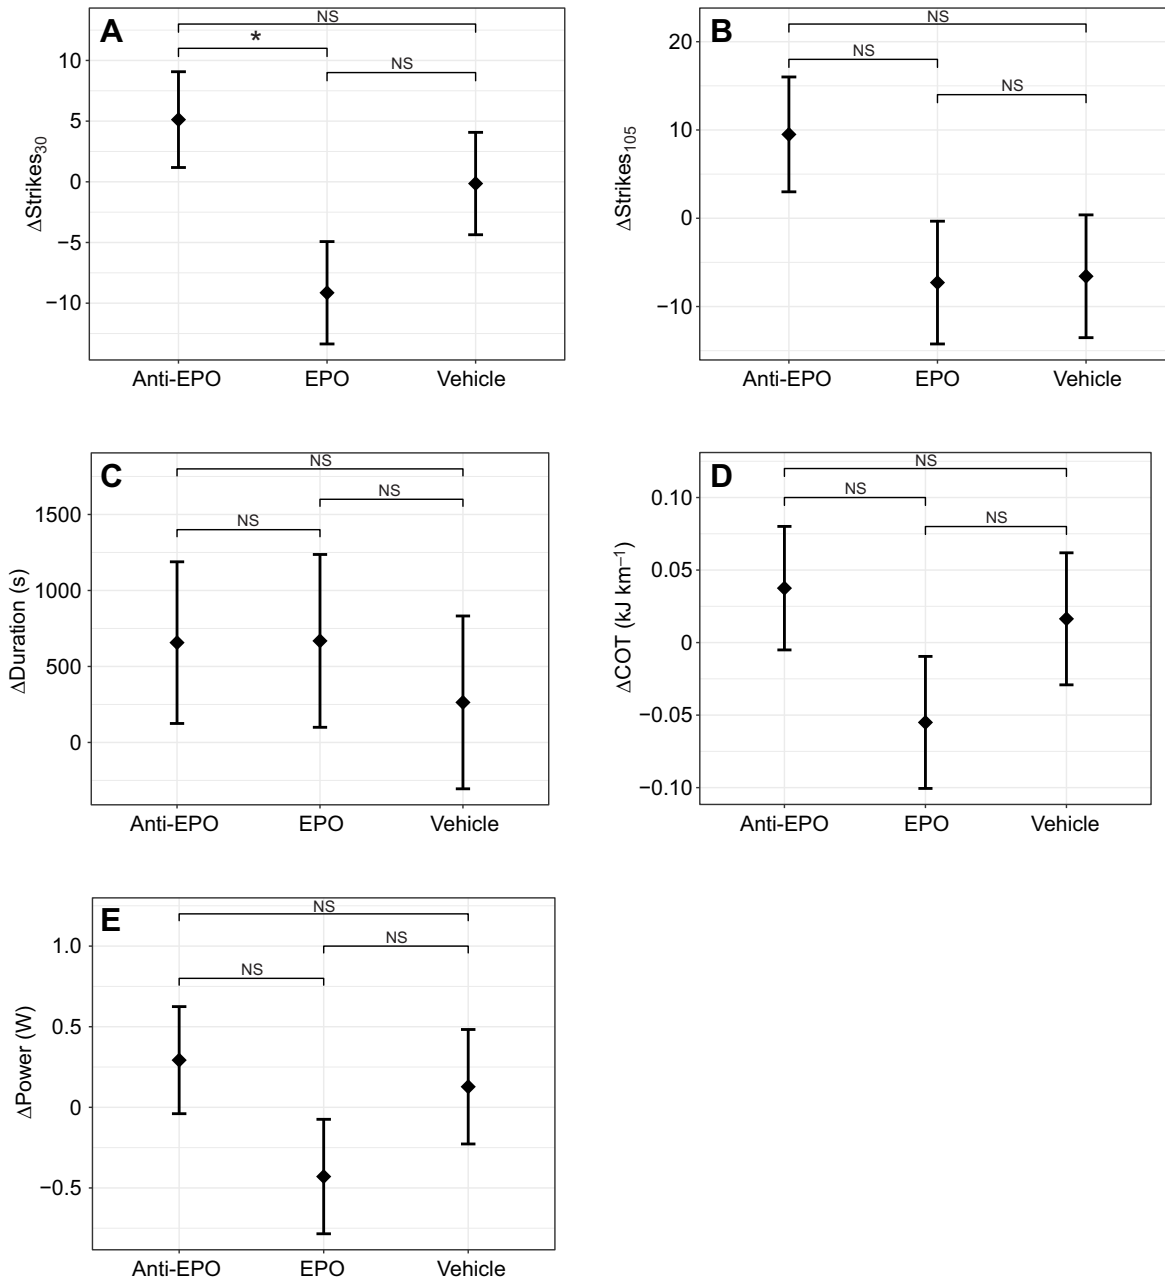 A
NS
*
NS
10
5
0
−5
−10
ΔStrikes30
Anti-EPO EPO Vehicle
B
NS
NS
NS
20
10
0
−10
ΔStrikes105
Anti-EPO EPO Vehicle
C
NS
NS
NS
1500
1000
500
0
ΔDuration (s)
Anti-EPO EPO Vehicle
D
NS
NS
NS
0.10
0.05
0
−0.05
−0.10
ΔCOT (kJ km−1)
Anti-EPO EPO Vehicle
E
NS
NS
NS
1.0
0.5
0
−0.5
ΔPower (W)
Anti-EPO EPO Vehicle